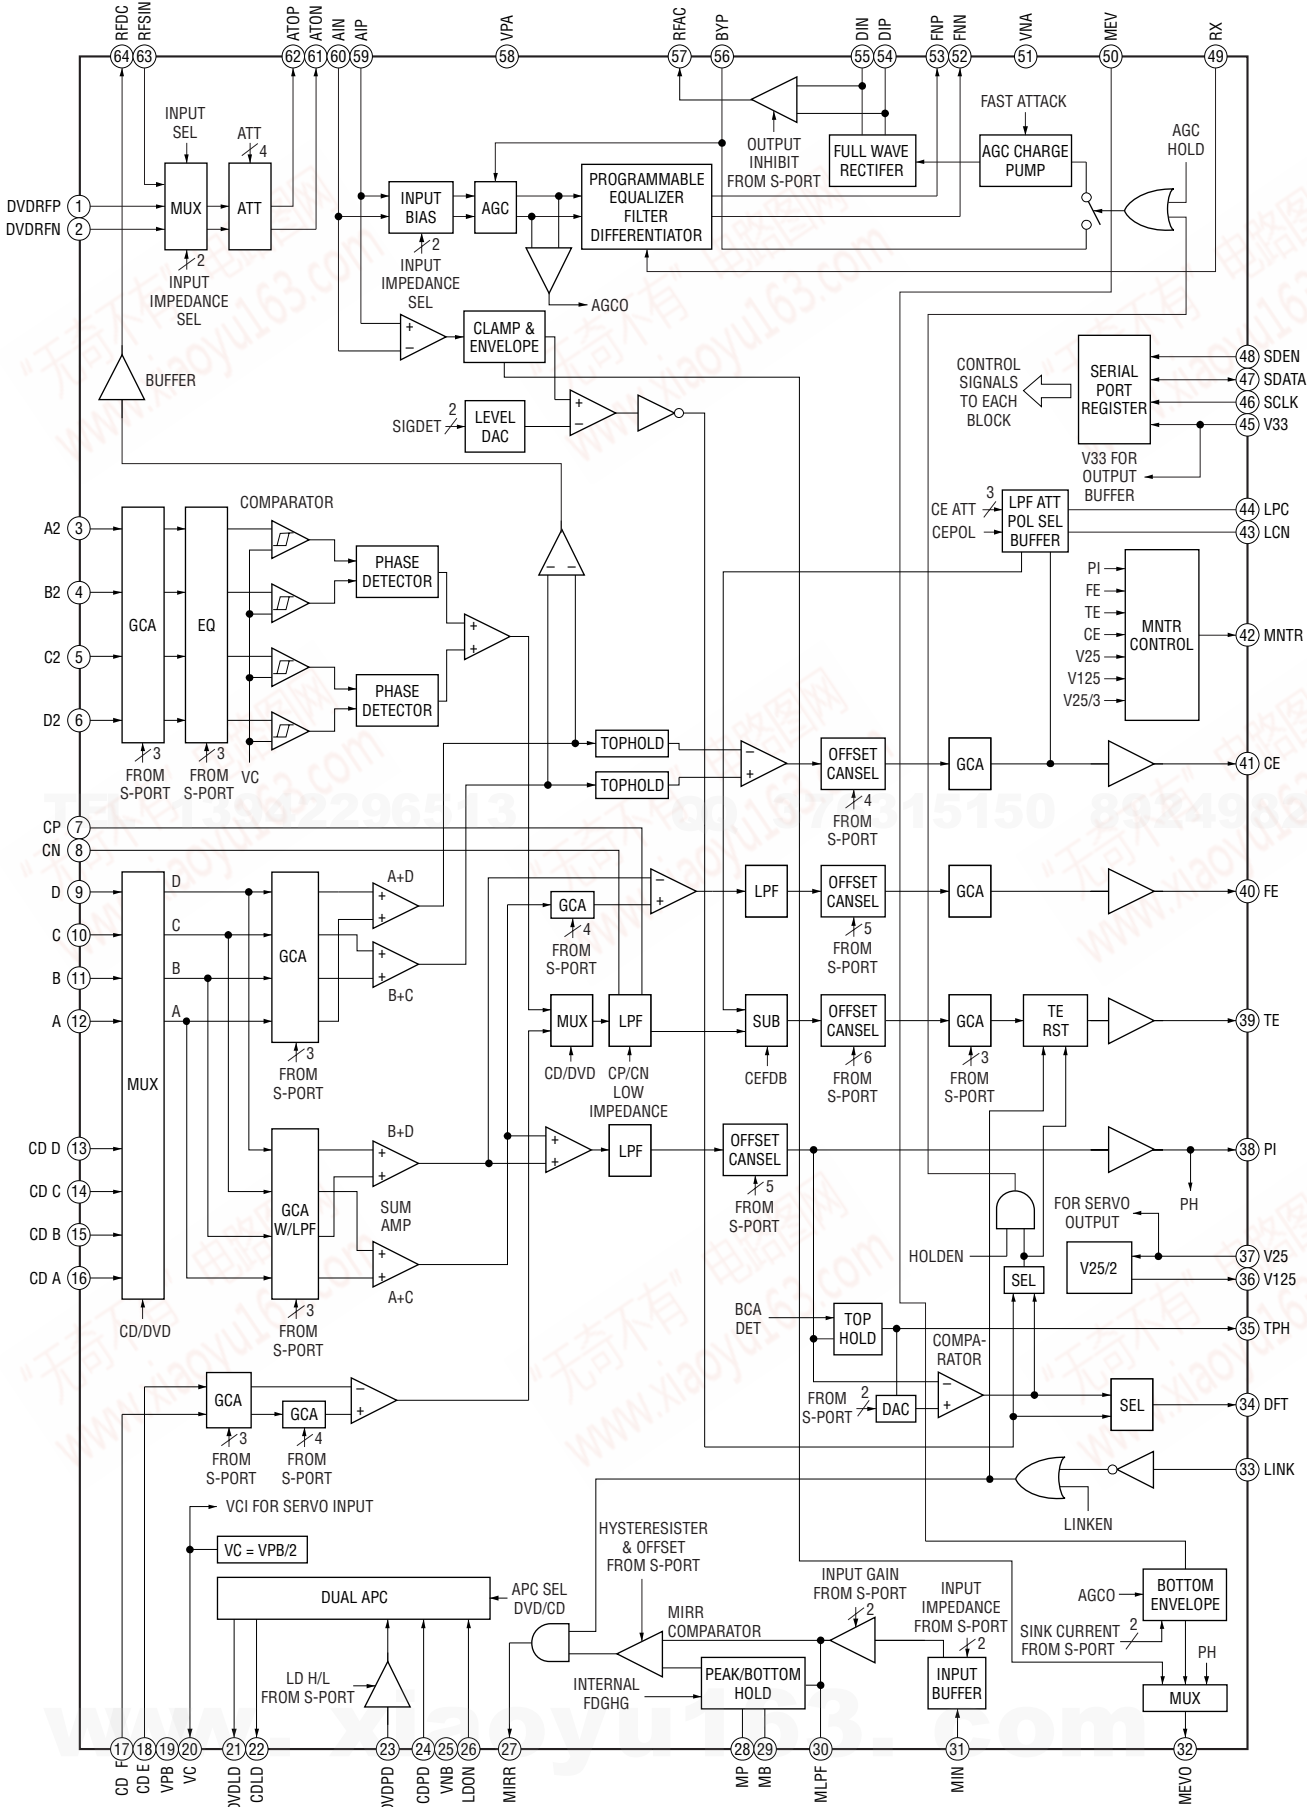 RFDC
RFSIN
ATOP
ATON
AIN
AIP
VPA
RFAC
BYP
DIN
DIP
FNP
FNN
VNA
MEV
RX
64 63 62 61 60 59 58 57 56 55 54 53 52 51 50 49
INPUT
SEL
ATT
4
OUTPUT
INHIBIT
FROM S-PORT
FULL WAVE
RECTIFER
FAST ATTACK
AGC CHARGE
PUMP
AGC
HOLD
DVDRFP 1
DVDRFN 2
MUX
ATT
INPUT
BIAS
AGC
PROGRAMMABLE
EQUALIZER
FILTER
DIFFERENTIATOR
2
INPUT
IMPEDANCE
SEL
2
INPUT
IMPEDANCE
SEL
AGCO
+
−
CLAMP &
ENVELOPE
BUFFER
SIGDET
2
LEVEL
DAC
+
−
CONTROL
SIGNALS
TO EACH
BLOCK
SERIAL
PORT
REGISTER
48 SDEN
47 SDATA
46 SCLK
45 V33
V33 FOR
OUTPUT
BUFFER
CE ATT
3
CEPOL
LPF ATT
POL SEL
BUFFER
44 LPC
43 LCN
A2 3
B2 4
C2 5
D2 6
GCA
EQ
COMPARATOR
PHASE
DETECTOR
PHASE
DETECTOR
+
+
− −
3
FROM
S-PORT
3
FROM
S-PORT
VC
PI
FE
TE
CE
V25
V125
V25/3
MNTR
CONTROL
42 MNTR
TOPHOLD
TOPHOLD
−
+
OFFSET
CANSEL
4
FROM
S-PORT
GCA
41 CE
TEL 13942296513 QQ 376815150 892498
CP 7
CN 8
D 9
C 10
B 11
A 12
D
C
B
A
MUX
GCA
3
FROM
S-PORT
A+D
+
+
+
+
B+C
GCA
4
FROM
S-PORT
−
+
LPF
OFFSET
CANSEL
5
FROM
S-PORT
GCA
40 FE
MUX
CD/DVD
LPF
CP/CN
LOW
IMPEDANCE
SUB
CEFDB
OFFSET
CANSEL
6
FROM
S-PORT
GCA
3
FROM
S-PORT
TE
RST
39 TE
CD D 13
CD C 14
CD B 15
CD A 16
CD/DVD
GCA
W/LPF
3
FROM
S-PORT
B+D
+
+
SUM
AMP
+
+
A+C
+
+
LPF
OFFSET
CANSEL
5
FROM
S-PORT
38 PI
PH
HOLDEN
SEL
FOR SERVO
OUTPUT
V25/2
37 V25
36 V125
BCA
DET
TOP
HOLD
COMPA-
RATOR
35 TPH
FROM
S-PORT
2
DAC
−
+
SEL
34 DFT
GCA
3
FROM
S-PORT
GCA
4
FROM
S-PORT
−
+
33 LINK
LINKEN
VCI FOR SERVO INPUT
VC = VPB/2
DUAL APC
APC SEL
DVD/CD
LD H/L
FROM S-PORT
HYSTERESISTER
& OFFSET
FROM S-PORT
MIRR
COMPARATOR
INTERNAL
FDGHG
PEAK/BOTTOM
HOLD
INPUT GAIN
FROM S-PORT
2
INPUT
IMPEDANCE
FROM S-PORT
2
INPUT
BUFFER
AGCO
BOTTOM
ENVELOPE
SINK CURRENT
FROM S-PORT
2
PH
MUX
www. xiaoyu163. com
17 18 19 20 21 22 23 24 25 26 27 28 29 30 31 32
CD F
CD E
VPB
VC
DVDLD
CDLD
DVDPD
CDPD
VNB
LDON
MIRR
MP
MB
MLPF
MIN
MEVO